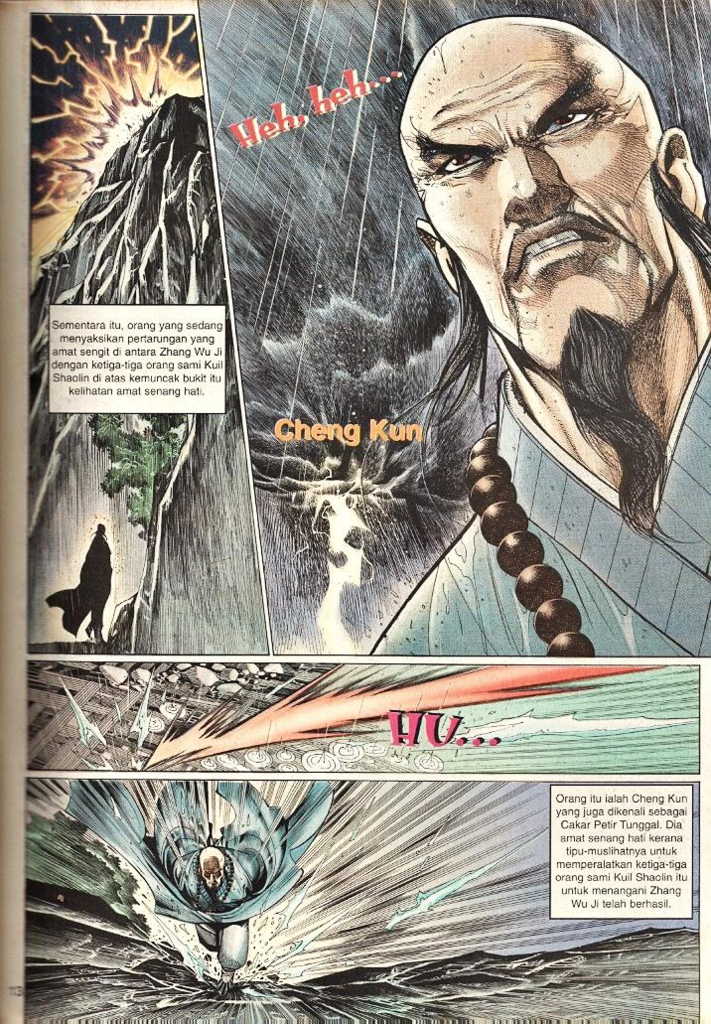 Heh, heh...
Sementara itu, orang yang sedang
menyaksikan pertarungan yang
amat sengit di antara Zhang Wu Ji
dengan ketiga-tiga orang sami Kuil
Shaolin di atas kemuncak bukit itu
kelihatan amat senang hati.
Cheng Kun
HU...
Orang itu ialah Cheng Kun
yang juga dikenali sebagai
Cakar Petir Tunggal. Dia
amat senang hati kerana
tipu-muslihatnya untuk
memperalatkan ketiga-tiga
orang sami Kuil Shaolin itu
untuk menangani Zhang
Wu Ji telah berhasil.